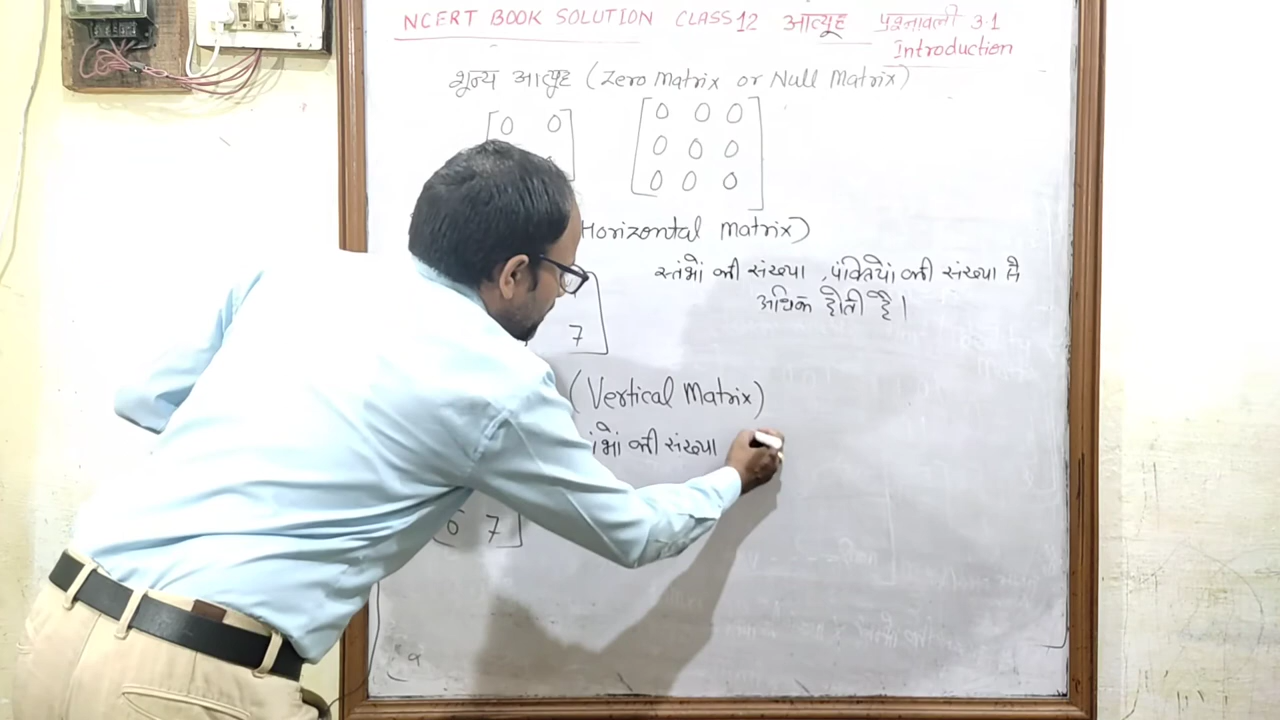 NCERT BOOK SOLUTION CLASS 12 आव्यूह प्रश्नावली 3.1
Introduction
शून्य आव्यूह (Zero Matrix or Null Matrix)
0 0
0 0 0
0 0 0
0 0 0
Horizontal Matrix)
स्तंभों की संख्या, पंक्तियों की संख्या से
अधिक होती है।
7
(Vertical Matrix)
की संख्या
6 7